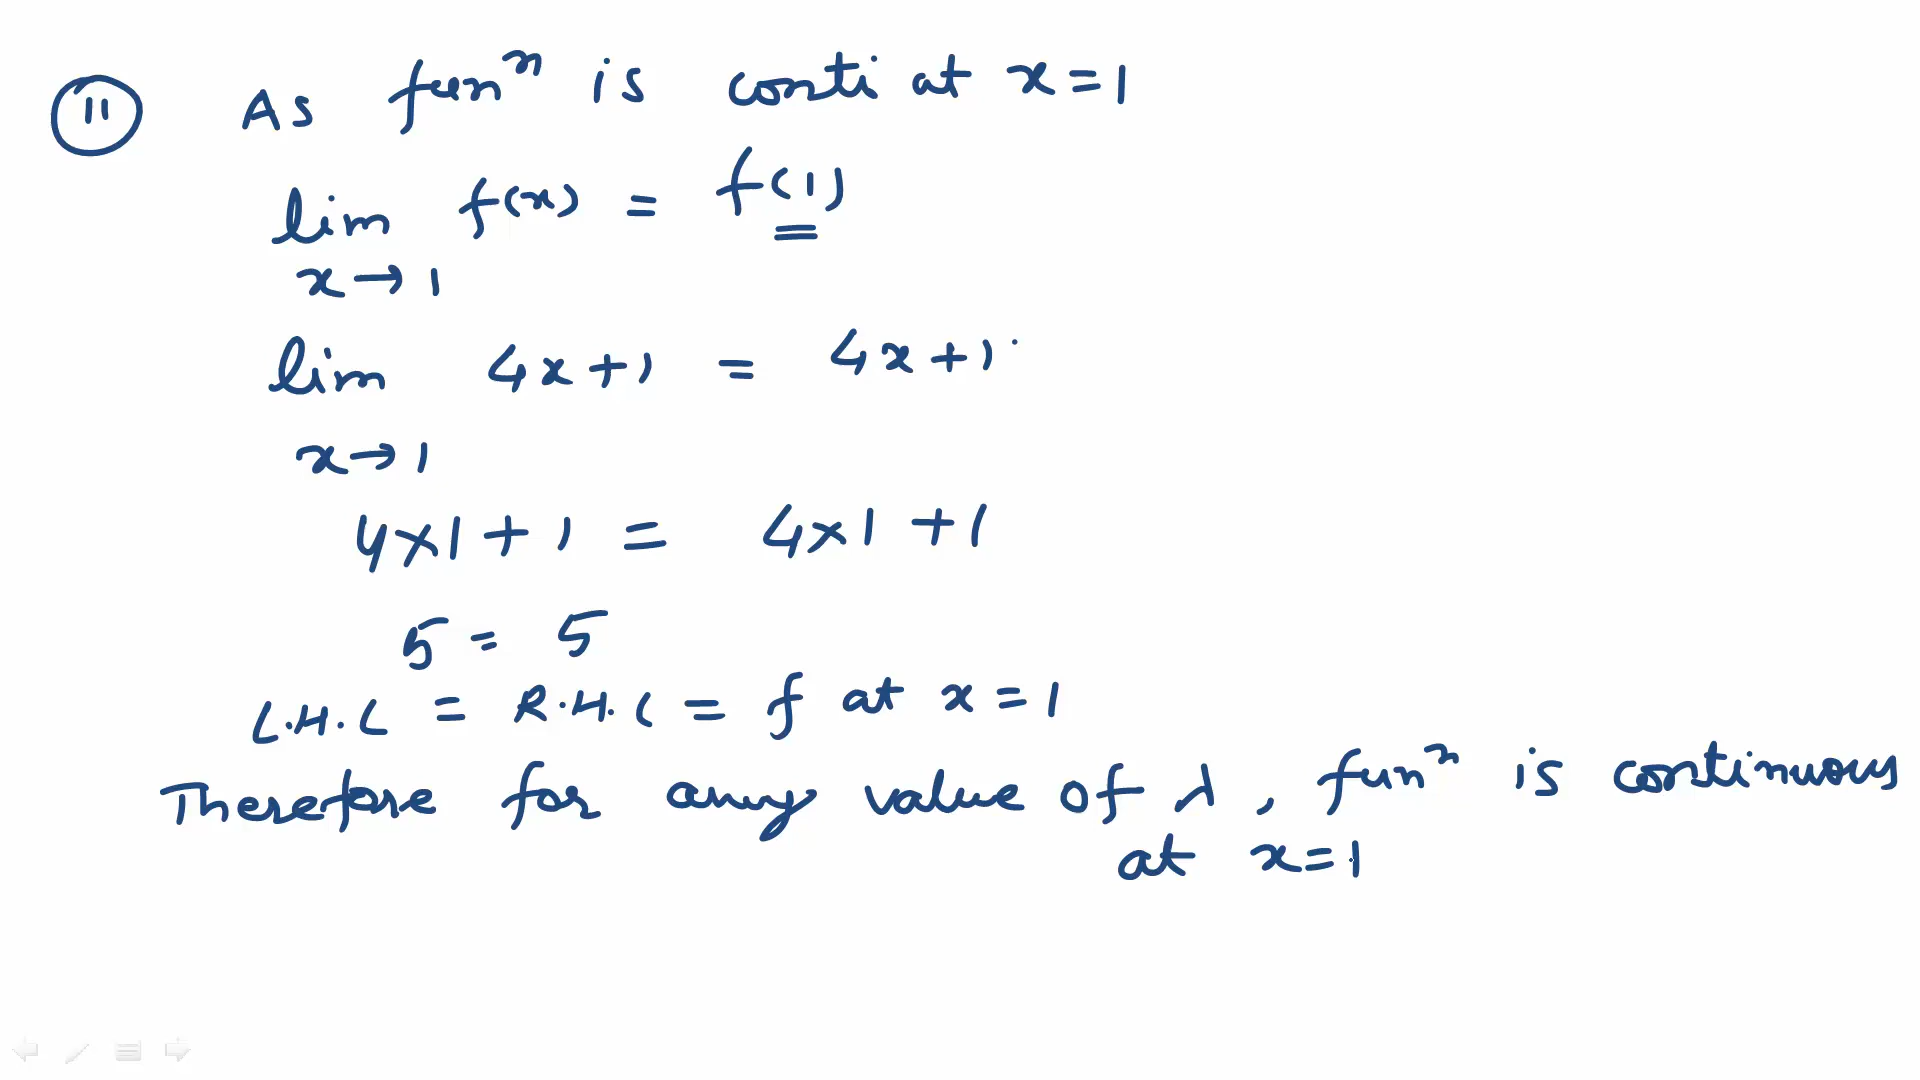 11 As funⁿ is conti at x=1
lim f(x) = f(1)
x→1
lim 4x+1 = 4x+1.
x→1
4×1+1 = 4×1+1
5 = 5
L.H.L = R.H.L = f at x=1
Therefore for any value of λ, funⁿ is continuous
at x=1